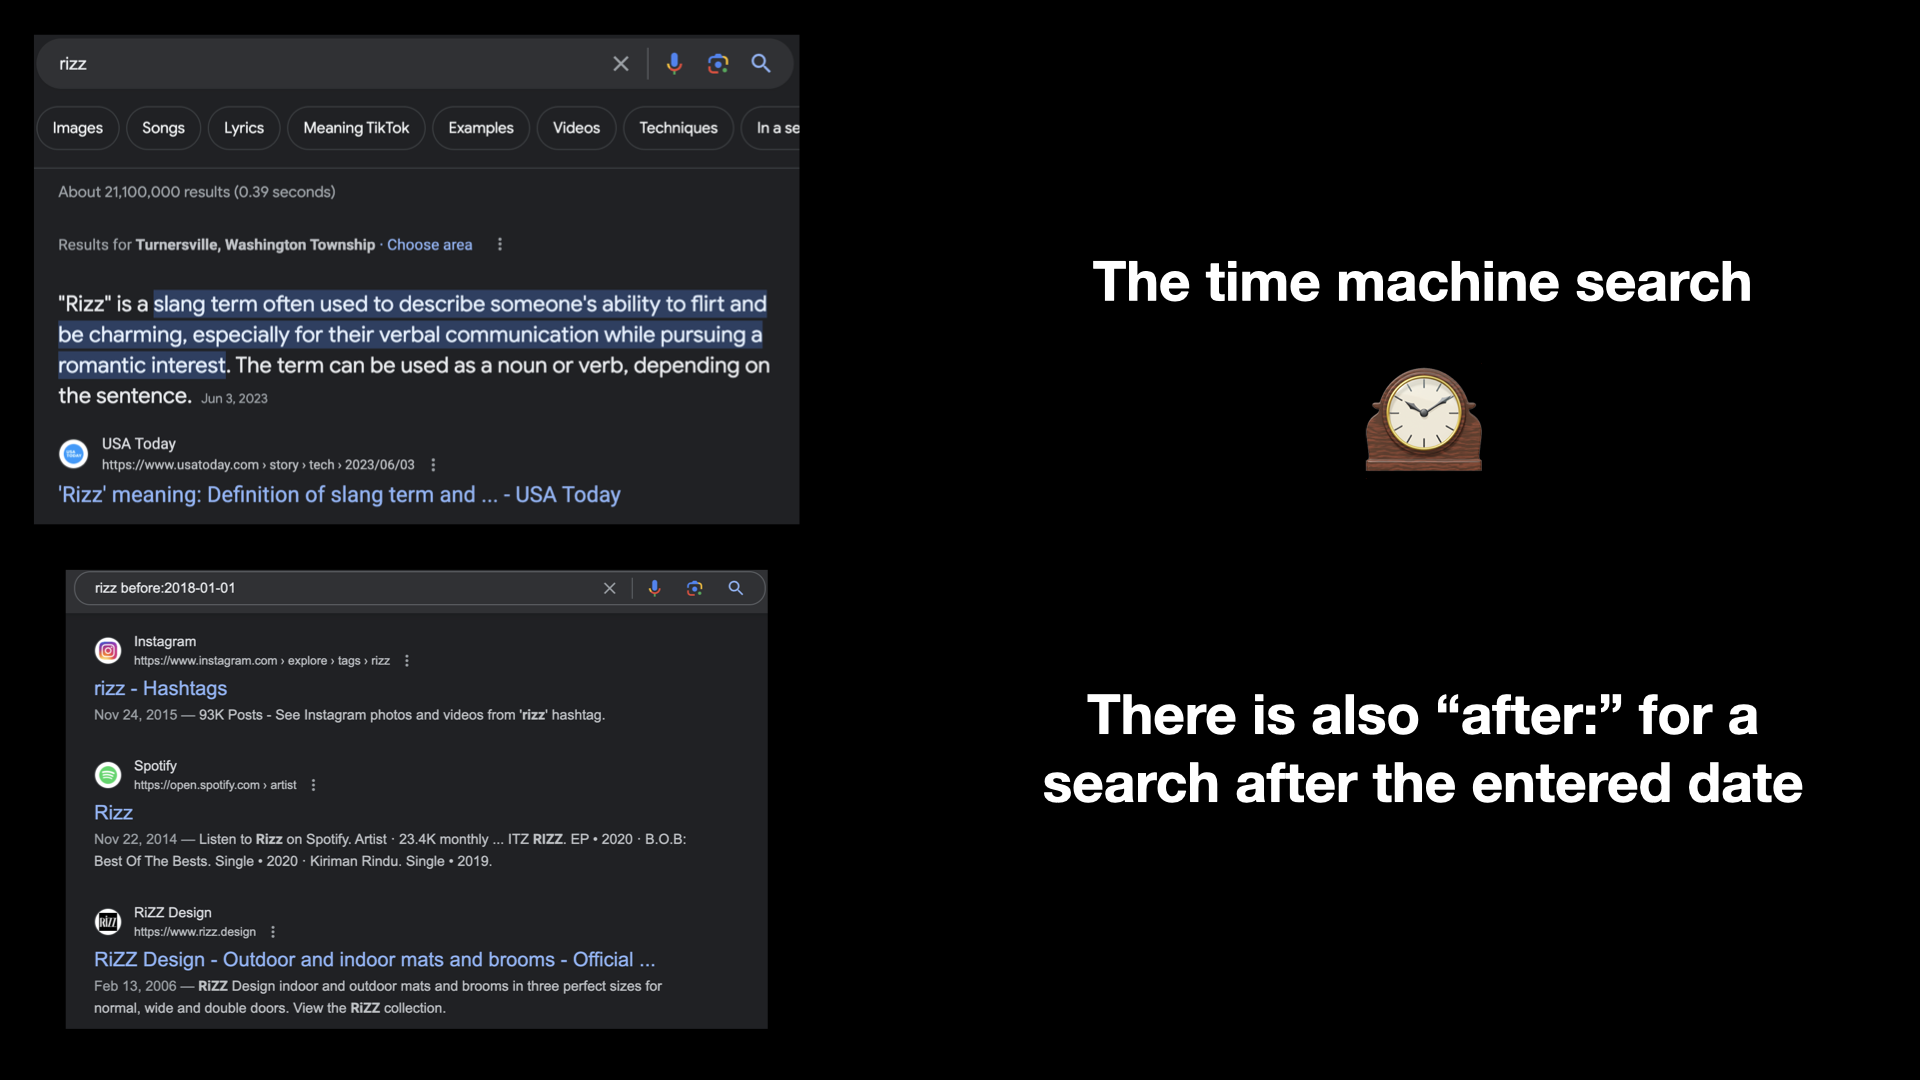 rizz
Images
Songs
Lyrics
Meaning TikTok
Examples
Videos
Techniques
In a se
About 21,100,000 results (0.39 seconds)
Results for Turnersville, Washington Township · Choose area
"Rizz" is a slang term often used to describe someone's ability to flirt and
be charming, especially for their verbal communication while pursuing a
romantic interest. The term can be used as a noun or verb, depending on
the sentence. Jun 3, 2023
USA Today
https://www.usatoday.com › story › tech › 2023/06/03
'Rizz' meaning: Definition of slang term and ... - USA Today
The time machine search
rizz before:2018-01-01
Instagram
https://www.instagram.com › explore › tags › rizz
rizz - Hashtags
Nov 24, 2015 — 93K Posts - See Instagram photos and videos from 'rizz' hashtag.
Spotify
https://open.spotify.com › artist
Rizz
Nov 22, 2014 — Listen to Rizz on Spotify. Artist · 23.4K monthly ... ITZ RIZZ. EP • 2020 · B.O.B:
Best Of The Bests. Single • 2020 · Kiriman Rindu. Single • 2019.
RiZZ
RiZZ Design
https://www.rizz.design
RiZZ Design - Outdoor and indoor mats and brooms - Official ...
Feb 13, 2006 — RiZZ Design indoor and outdoor mats and brooms in three perfect sizes for
normal, wide and double doors. View the RiZZ collection.
There is also “after:” for a
search after the entered date